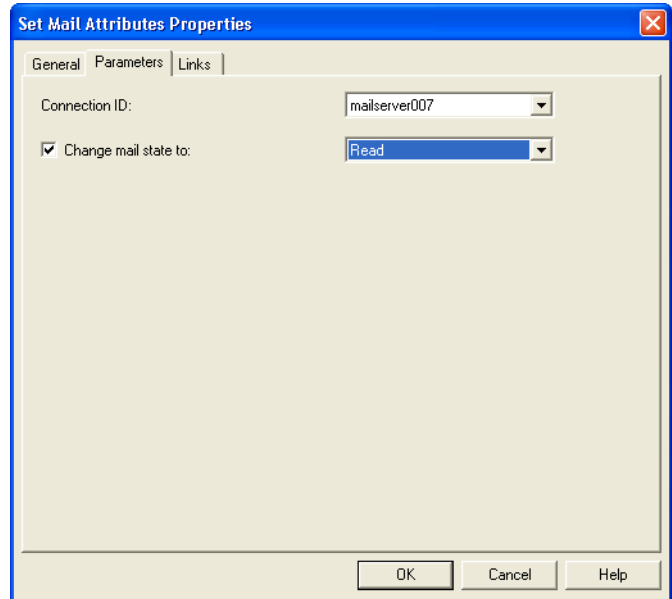 Set Mail Attributes Properties
General Parameters Links
Connection ID: mailserver007
Change mail state to: Read
OK Cancel Help